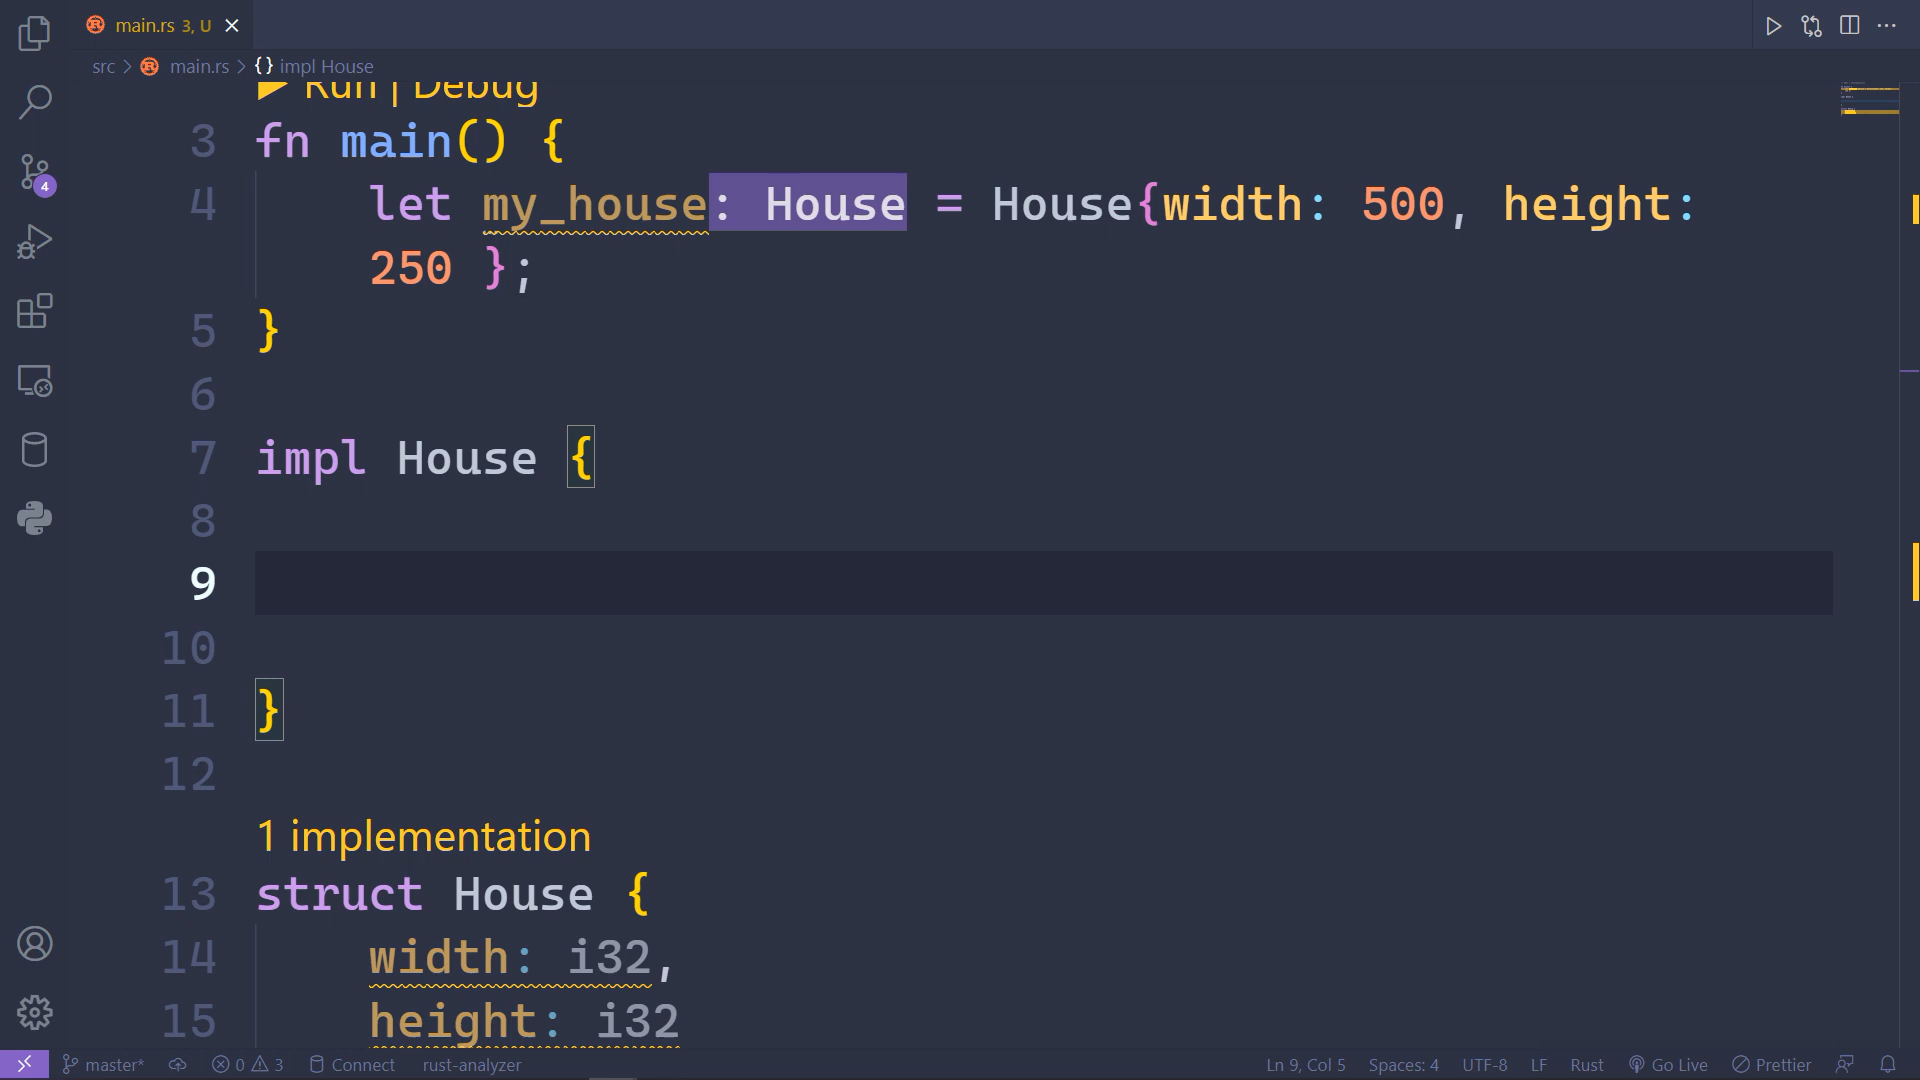 main.rs 3, U
src > main.rs > {} impl House
Run | Debug
3 fn main() {
4 let my_house: House = House{width: 500, height:
250 };
5 }
6
7 impl House {
8
9
10
11 }
12
1 implementation
13 struct House {
14 width: i32,
15 height: i32
4
master* 0 3 Connect rust-analyzer Ln 9, Col 5 Spaces: 4 UTF-8 LF Rust Go Live Prettier